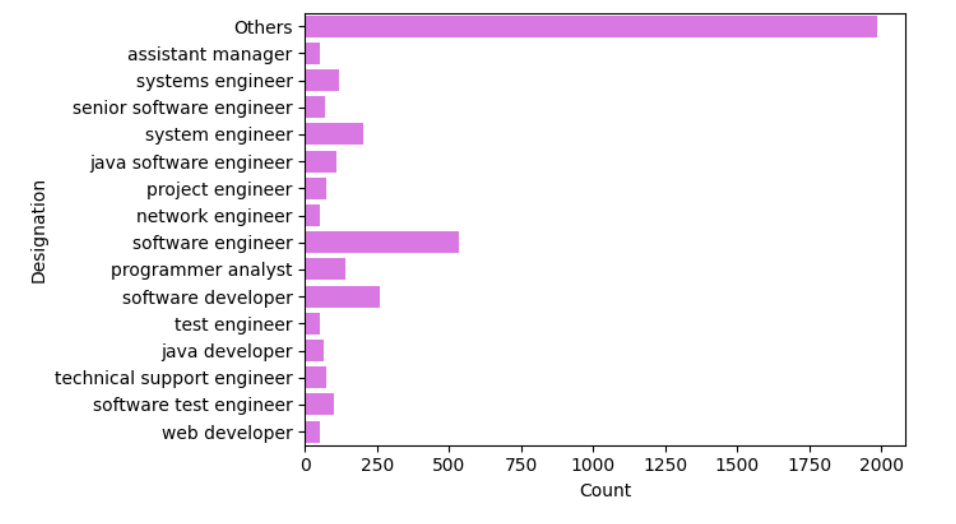 Others
assistant manager
systems engineer
senior software engineer
system engineer
java software engineer
project engineer
network engineer
software engineer
programmer analyst
software developer
test engineer
java developer
technical support engineer
software test engineer
web developer
Designation
0 250 500 750 1000 1250 1500 1750 2000
Count